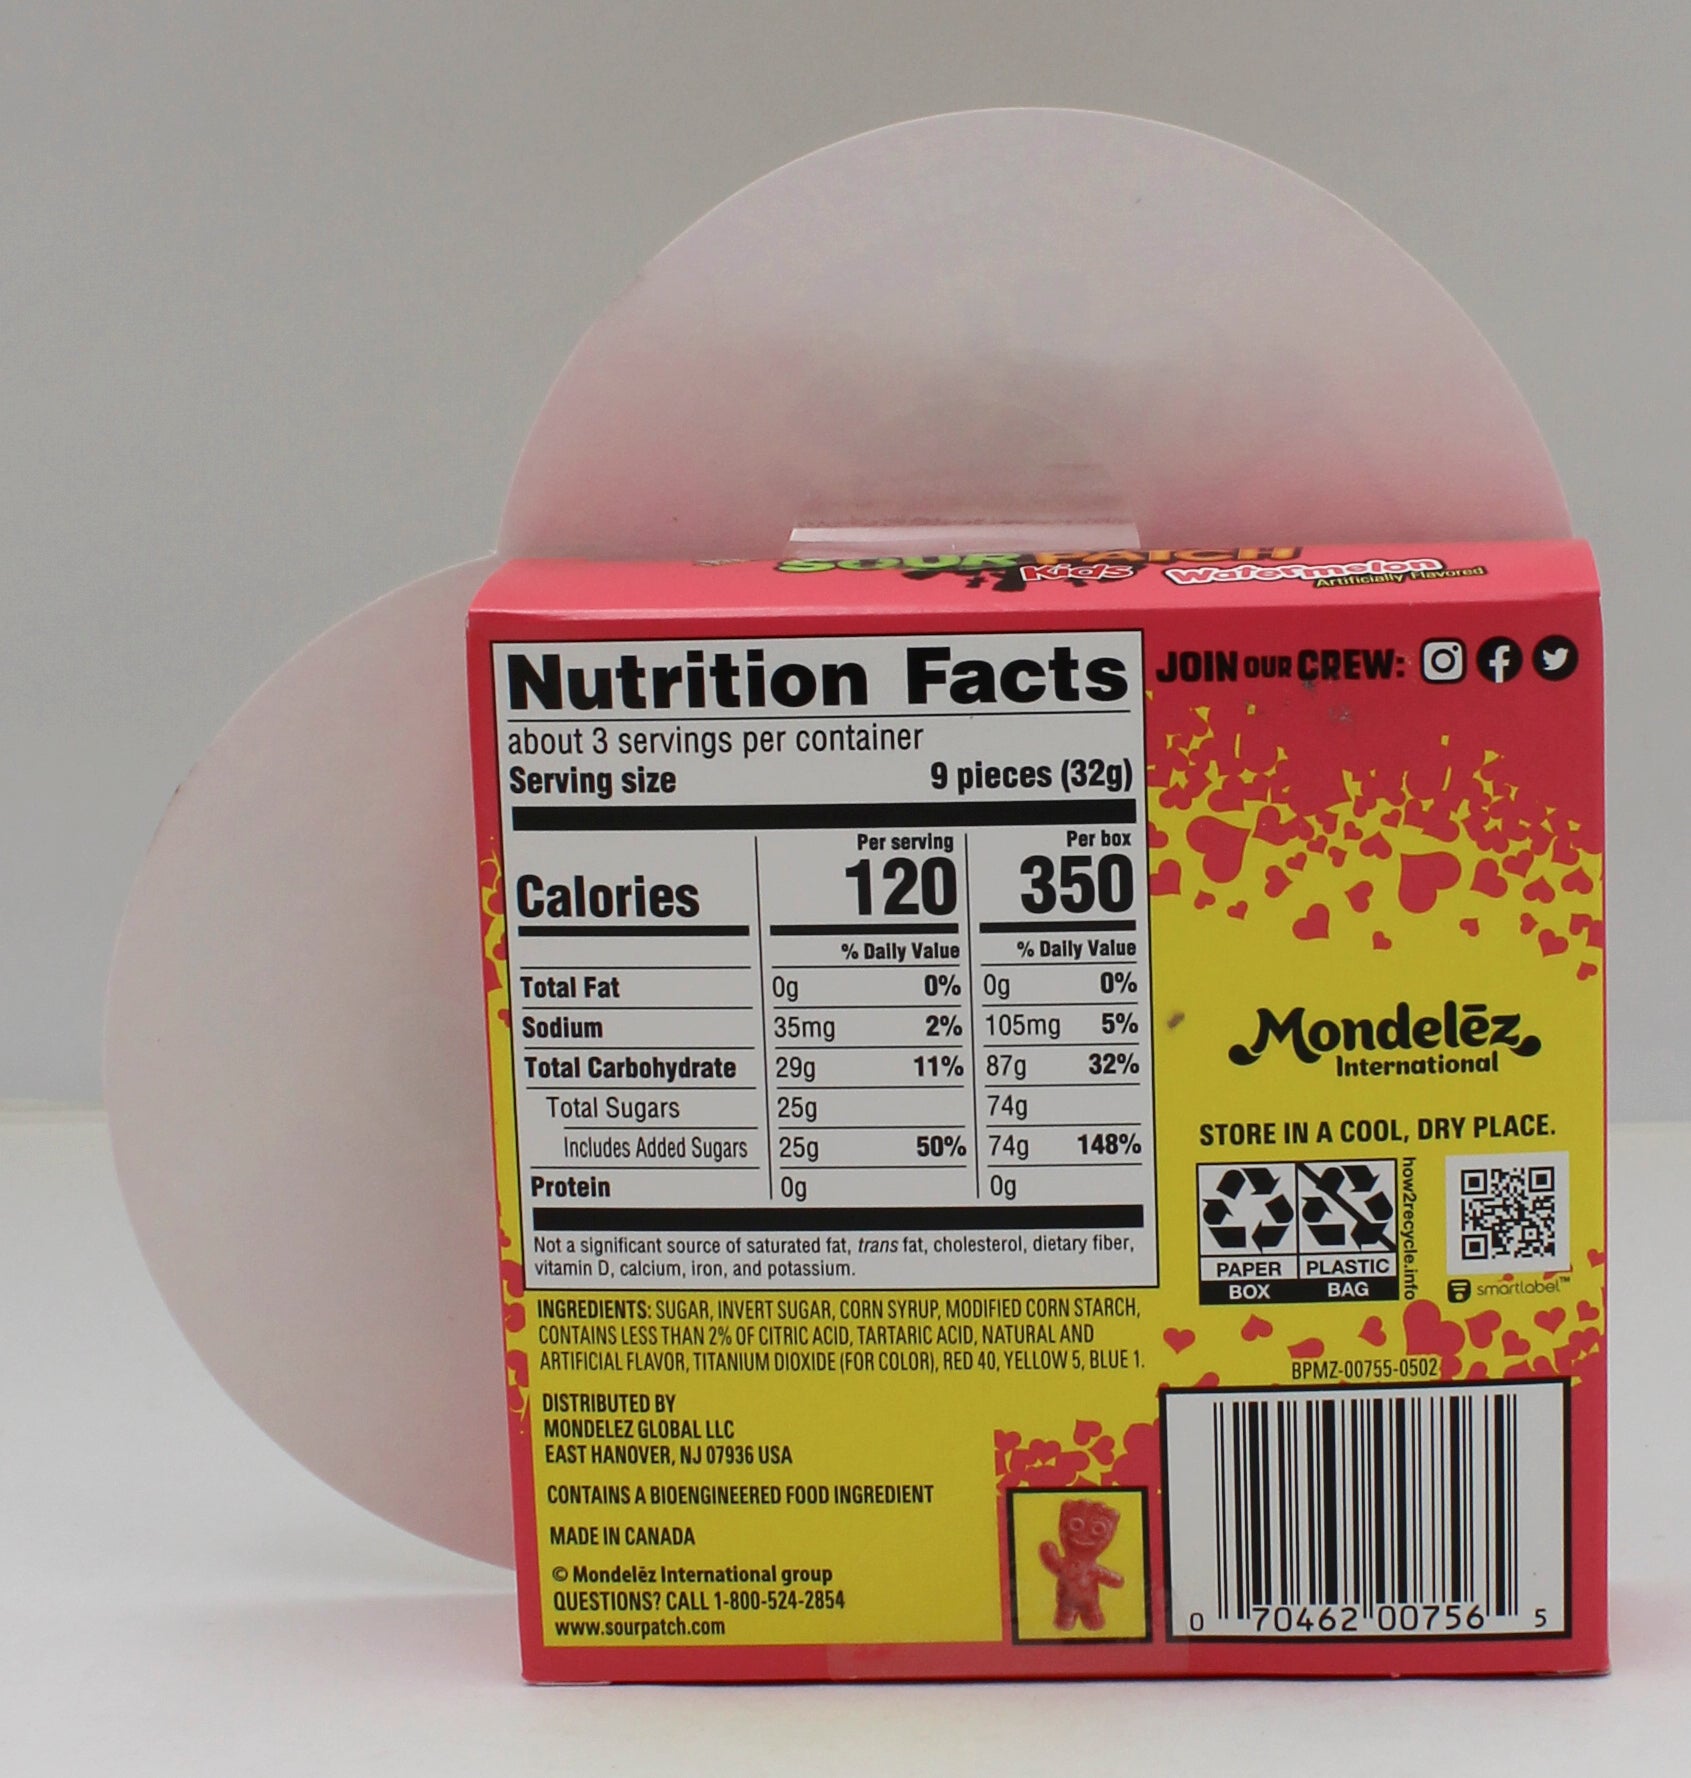 SOUR PATCH
Kids Watermelon
Artificially Flavored
Nutrition Facts
about 3 servings per container
Serving size 9 pieces (32g)
Per serving Per box
Calories 120 350
% Daily Value % Daily Value
Total Fat 0g 0% 0g 0%
Sodium 35mg 2% 105mg 5%
Total Carbohydrate 29g 11% 87g 32%
Total Sugars 25g 74g
Includes Added Sugars 25g 50% 74g 148%
Protein 0g 0g
Not a significant source of saturated fat, trans fat, cholesterol, dietary fiber,
vitamin D, calcium, iron, and potassium.
INGREDIENTS: SUGAR, INVERT SUGAR, CORN SYRUP, MODIFIED CORN STARCH,
CONTAINS LESS THAN 2% OF CITRIC ACID, TARTARIC ACID, NATURAL AND
ARTIFICIAL FLAVOR, TITANIUM DIOXIDE (FOR COLOR), RED 40, YELLOW 5, BLUE 1.
DISTRIBUTED BY
MONDELEZ GLOBAL LLC
EAST HANOVER, NJ 07936 USA
CONTAINS A BIOENGINEERED FOOD INGREDIENT
MADE IN CANADA
© Mondelēz International group
QUESTIONS? CALL 1-800-524-2854
www.sourpatch.com
JOIN OUR CREW:
Mondelēz
International
STORE IN A COOL, DRY PLACE.
PAPER PLASTIC
BOX BAG
how2recycle.info
smartlabel™
BPMZ-00755-0502
0 70462 00756 5